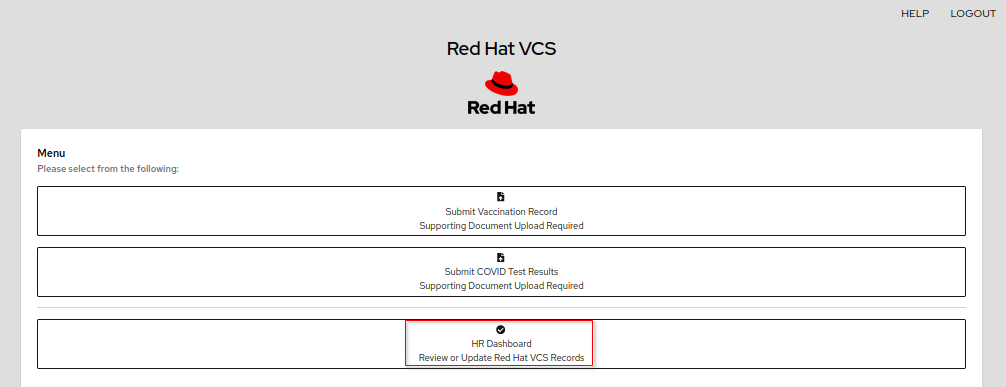 HELP LOGOUT
Red Hat VCS
Red Hat
Menu
Please select from the following:
Submit Vaccination Record
Supporting Document Upload Required
Submit COVID Test Results
Supporting Document Upload Required
HR Dashboard
Review or Update Red Hat VCS Records